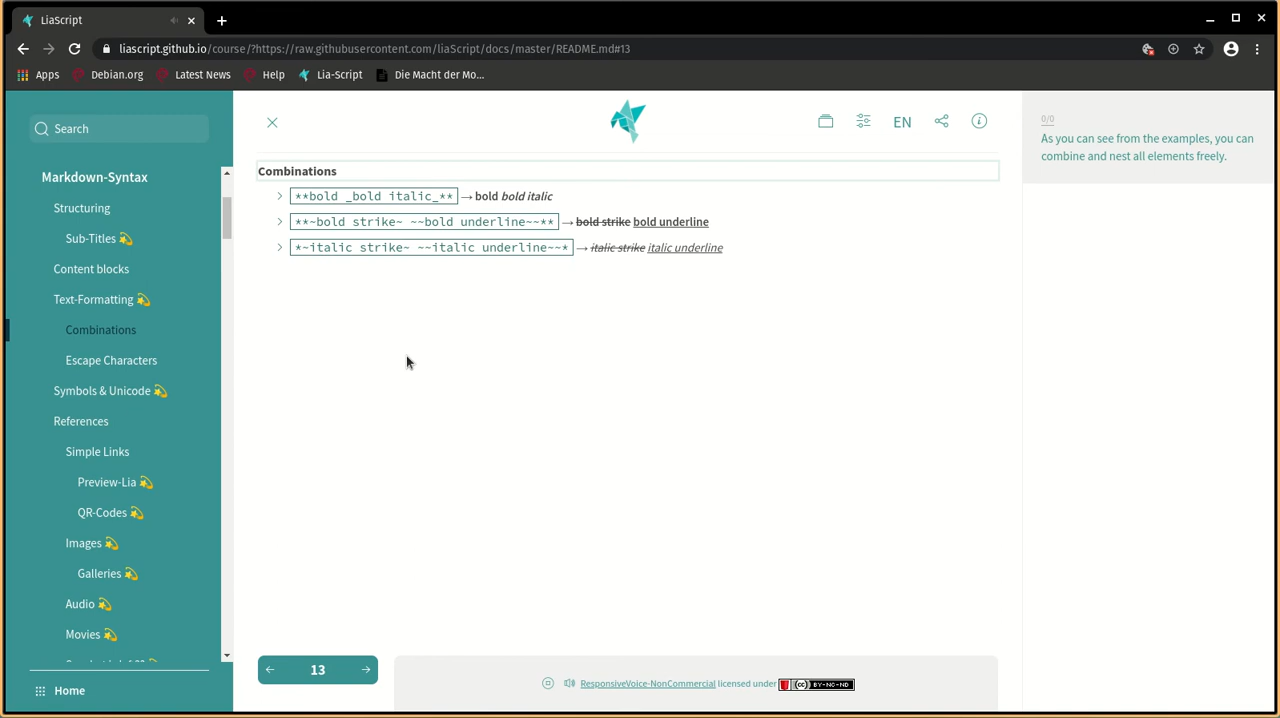 LiaScript
liascript.github.io/course/?https://raw.githubusercontent.com/liaScript/docs/master/README.md#13
Apps Debian.org Latest News Help Lia-Script Die Macht der Mo...
Search
Markdown-Syntax
Structuring
Sub-Titles 💫
Content blocks
Text-Formatting 💫
Combinations
Escape Characters
Symbols & Unicode 💫
References
Simple Links
Preview-Lia 💫
QR-Codes 💫
Images 💫
Galleries 💫
Audio 💫
Movies 💫
Home
EN
Combinations
**bold _bold italic_** → bold bold italic
**~bold strike~ ~~bold underline~~** → bold strike bold underline
*~italic strike~ ~~italic underline~~* → italic strike italic underline
13
ResponsiveVoice-NonCommercial licensed under
CC BY-NC-ND
0/0
As you can see from the examples, you can
combine and nest all elements freely.